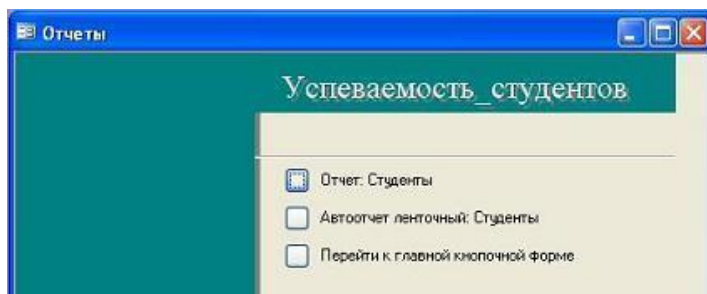 Отчеты
Успеваемость_студентов
Отчет: Студенты
Автоотчет ленточный: Студенты
Перейти к главной кнопочной форме